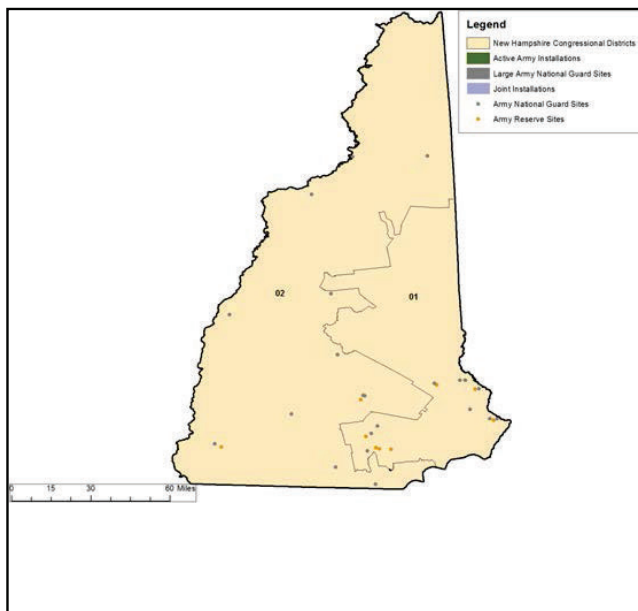 Legend
New Hampshire Congressional Districts
Active Army Installations
Large Army National Guard Sites
Joint Installations
Army National Guard Sites
Army Reserve Sites
02
01
0 15 30 60 Miles